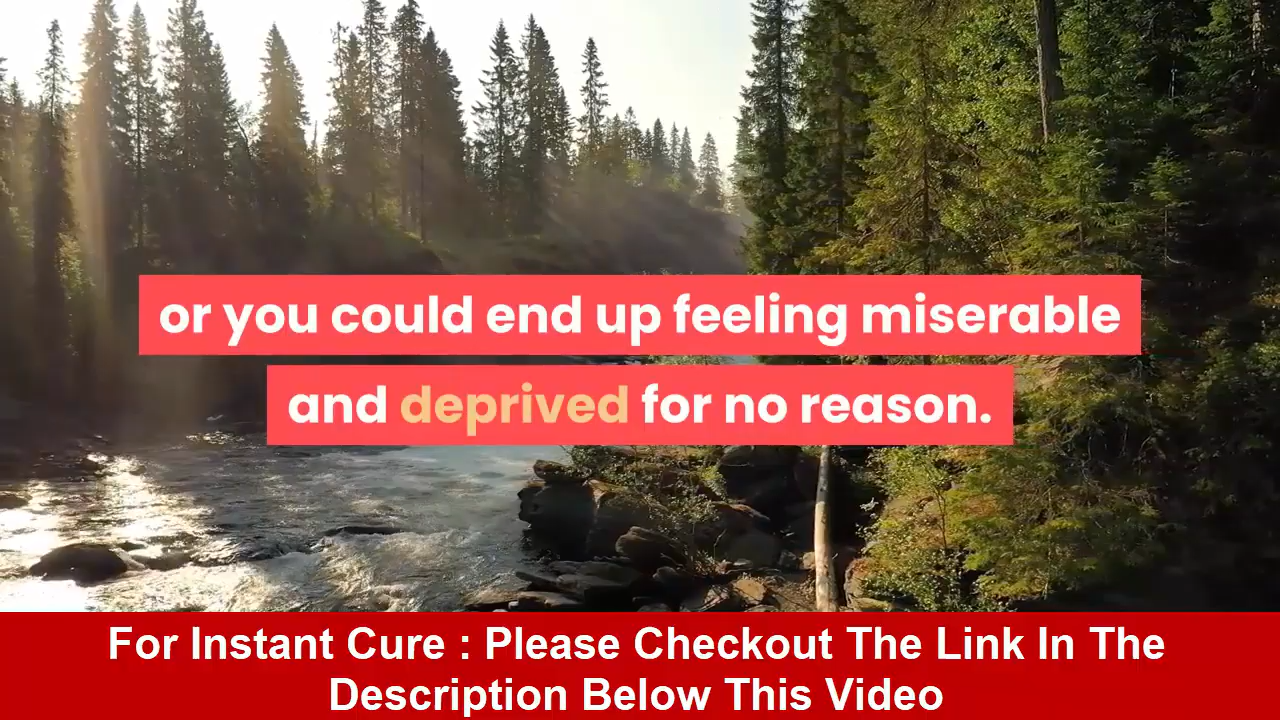 or you could end up feeling miserable
and deprived for no reason.
For Instant Cure : Please Checkout The Link In The
Description Below This Video